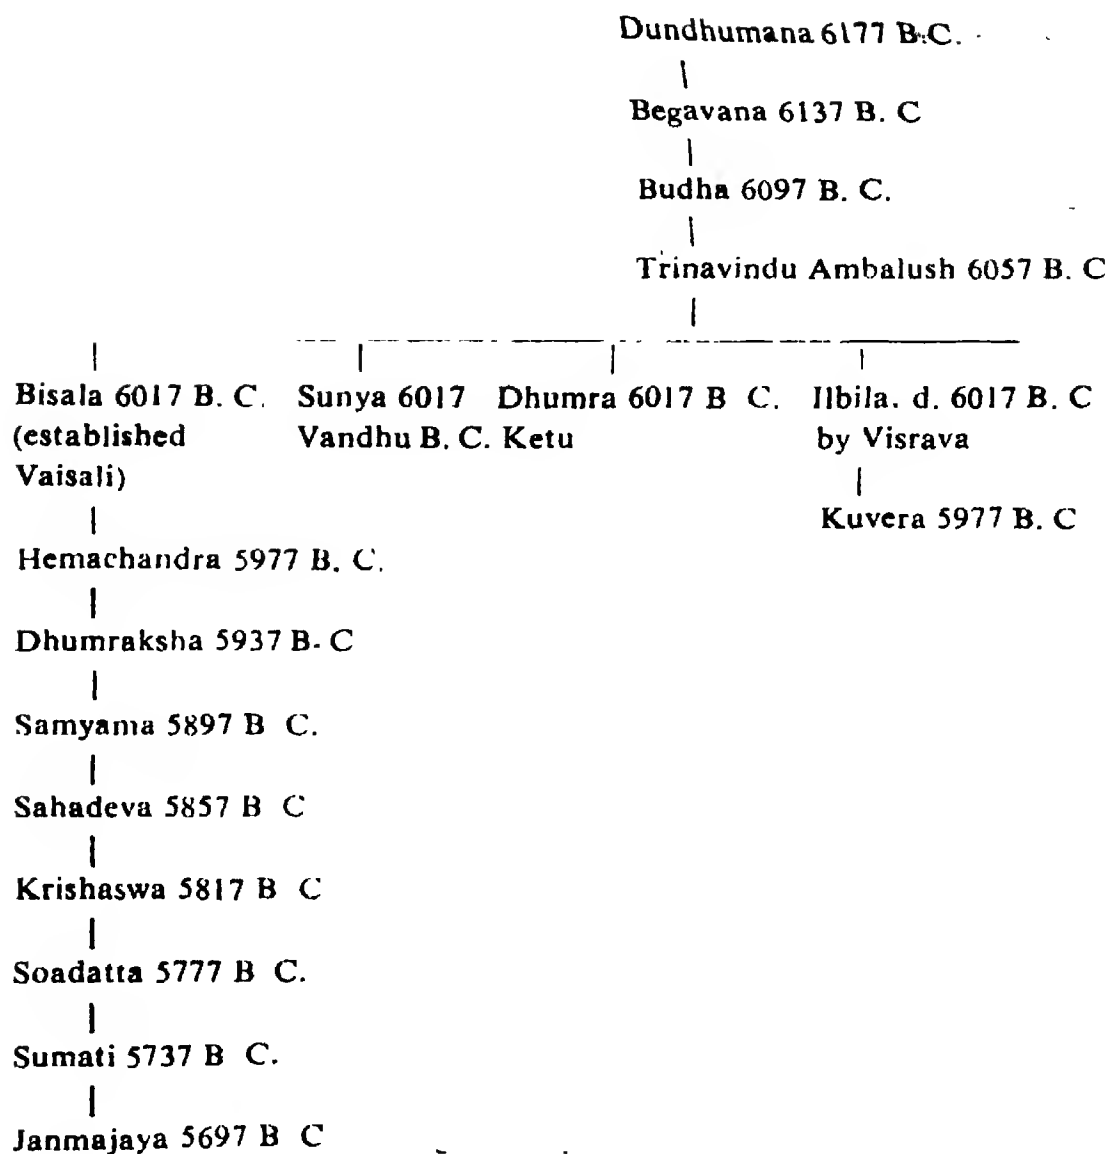 Dundhumana 6177 B.C.
Begavana 6137 B. C
Budha 6097 B. C.
Trinavindu Ambalush 6057 B. C
Bisala 6017 B. C. Sunya 6017 Dhumra 6017 B C. Ilbila. d. 6017 B. C
(established Vandhu B. C. Ketu by Visrava
Vaisali)
Kuvera 5977 B. C
Hemachandra 5977 B. C.
Dhumraksha 5937 B. C
Samyama 5897 B C.
Sahadeva 5857 B C
Krishaswa 5817 B C
Soadatta 5777 B C.
Sumati 5737 B C.
Janmajaya 5697 B C